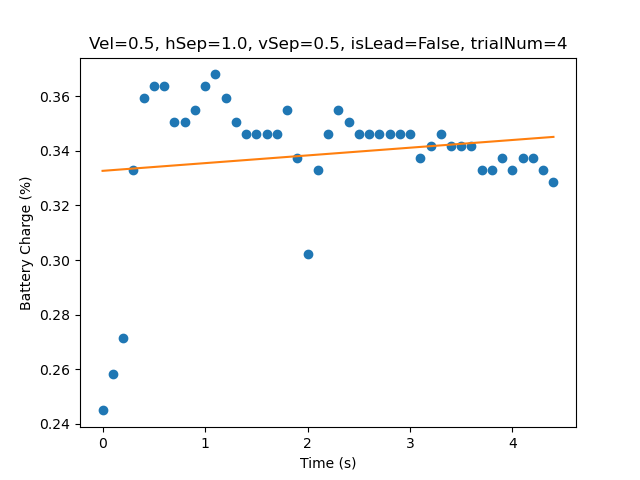 Vel=0.5, hSep=1.0, vSep=0.5, isLead=False, trialNum=4
0.36
0.34
0.32
0.30
0.28
0.26
0.24
Battery Charge (%)
0 1 2 3 4
Time (s)